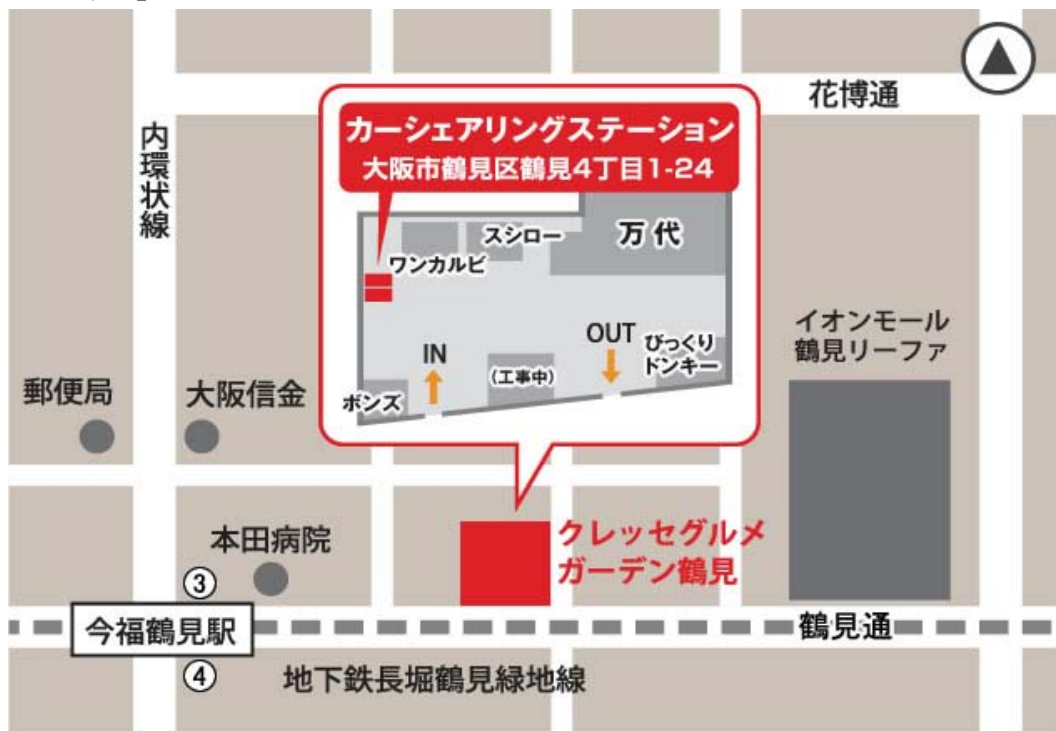 花博通
内環状線
カーシェアリングステーション
大阪市鶴見区鶴見4丁目1-24
スシロー
万代
ワンカルビ
IN
OUT
びっくり
ドンキー
(工事中)
ボンズ
イオンモール
鶴見リーファ
郵便局
大阪信金
本田病院
クレッセグルメ
ガーデン鶴見
③
今福鶴見駅
鶴見通
④
地下鉄長堀鶴見緑地線